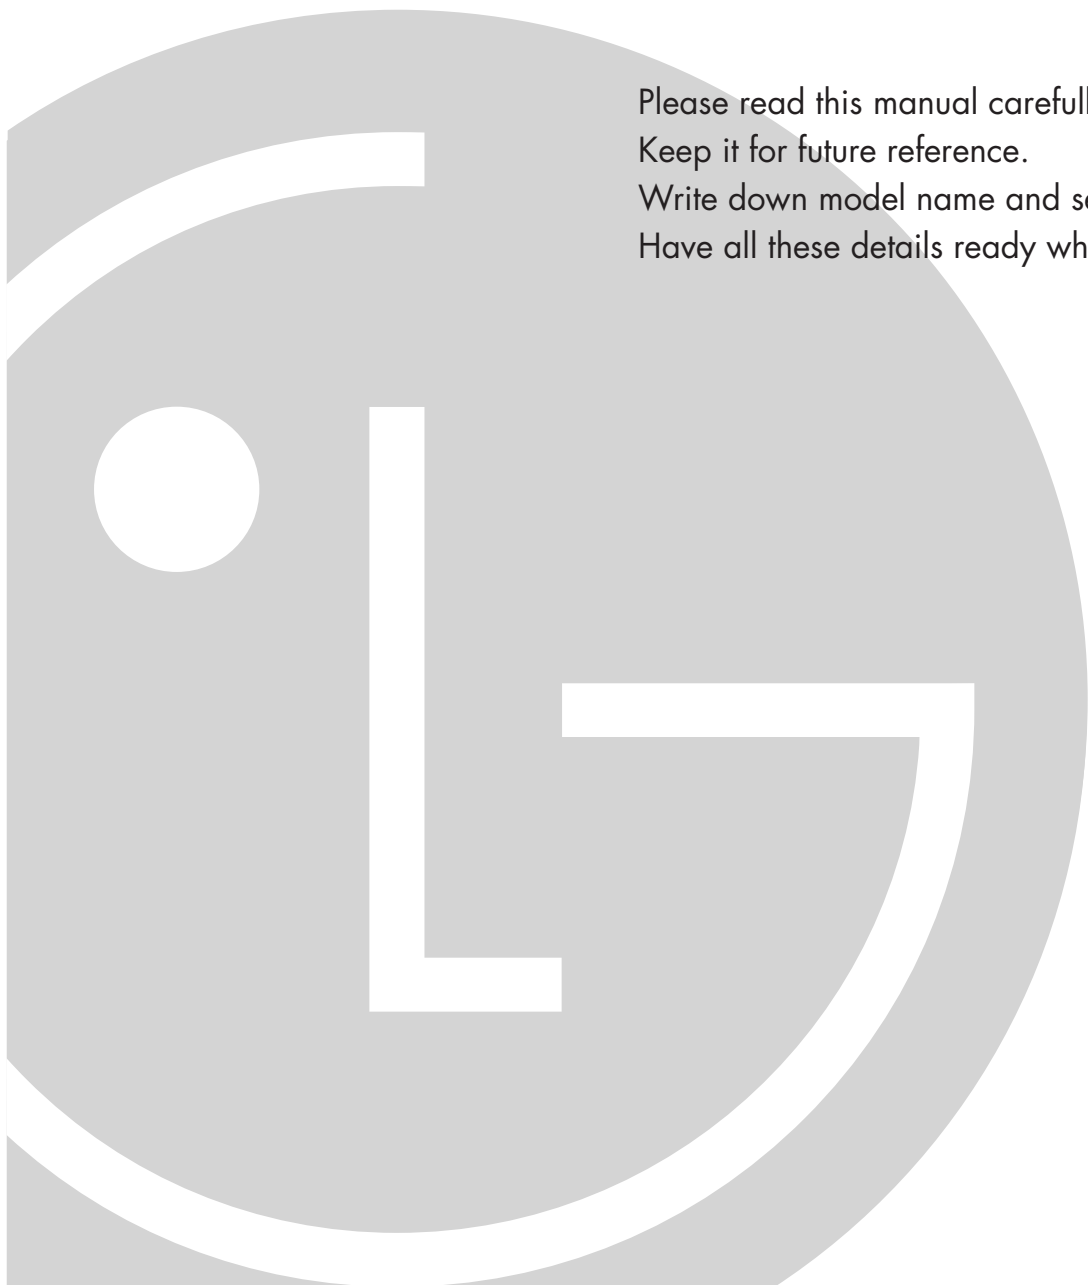 Please read this manual carefull
Keep it for future reference.
Write down model name and se
Have all these details ready wh
LG